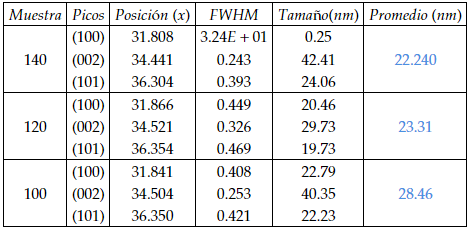 Muestra Picos Posición (x) FWHM Tamaño(nm) Promedio (nm)
(100) 31.808 3.24E + 01 0.25
140 (002) 34.441 0.243 42.41 22.240
(101) 36.304 0.393 24.06
(100) 31.866 0.449 20.46
120 (002) 34.521 0.326 29.73 23.31
(101) 36.354 0.469 19.73
(100) 31.841 0.408 22.79
100 (002) 34.504 0.253 40.35 28.46
(101) 36.350 0.421 22.23